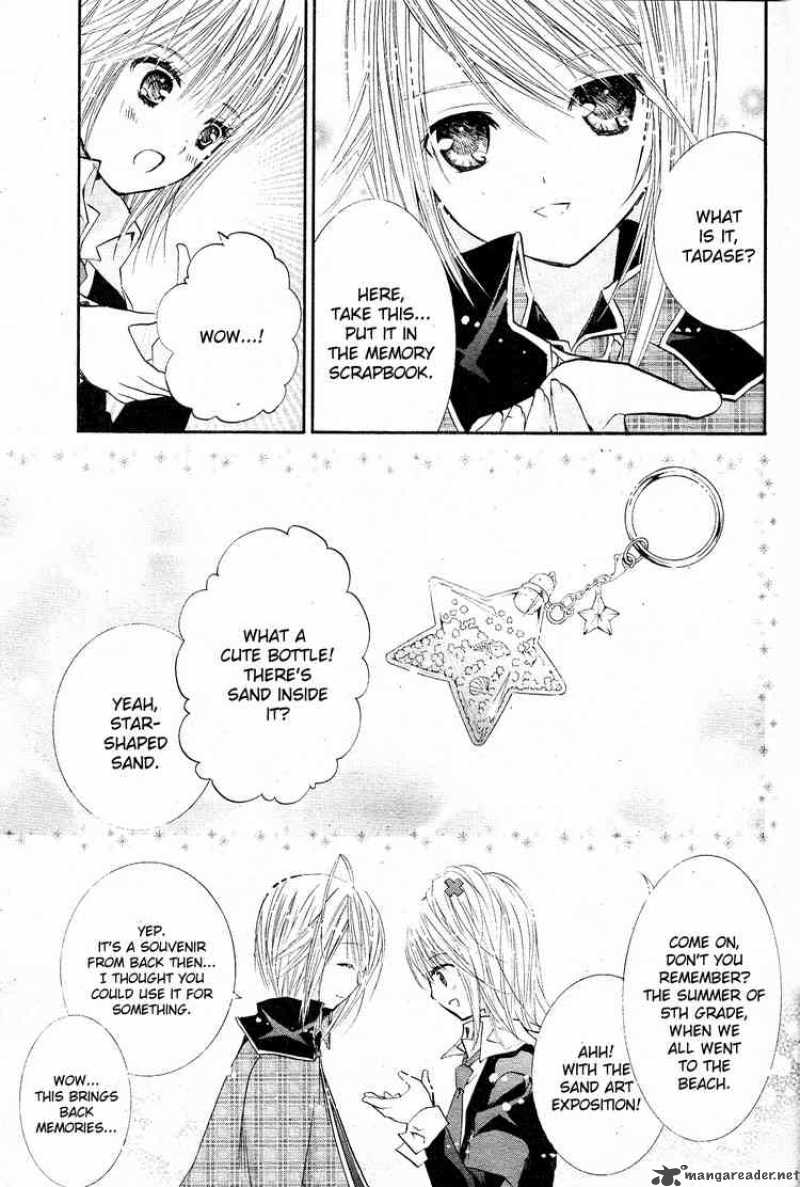 WHAT
IS IT,
TADASE?
HERE,
TAKE THIS...
PUT IT IN
THE MEMORY
SCRAPBOOK.
WOW...!
WHAT A
CUTE BOTTLE!
THERE'S
SAND INSIDE
IT?
YEAH,
STAR-
SHAPED
SAND.
COME ON,
DON'T YOU
REMEMBER?
THE SUMMER OF
5TH GRADE,
WHEN WE
ALL WENT
TO THE
BEACH.
AHH!
WITH THE
SAND ART
EXPOSITION!
YEP.
IT'S A SOUVENIR
FROM BACK THEN...
...I THOUGHT YOU
COULD USE IT FOR
SOMETHING.
WOW...
THIS BRINGS
BACK
MEMORIES...
mangareader.net